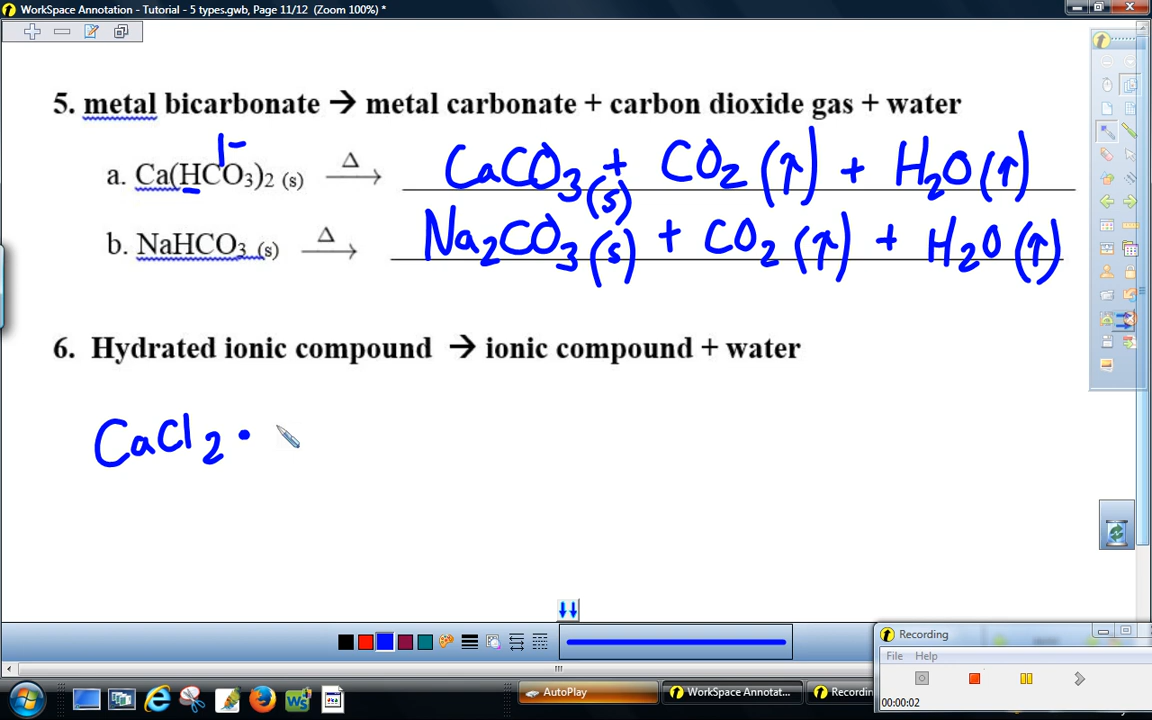 WorkSpace Annotation - Tutorial - 5 types.gwb, Page 11/12 (Zoom 100%) *
5. metal bicarbonate → metal carbonate + carbon dioxide gas + water
1-
a. Ca(HCO3)2 (s) Δ→ CaCO3(s) + CO2(↑) + H2O(↑)
b. NaHCO3 (s) Δ→ Na2CO3(s) + CO2(↑) + H2O(↑)
6. Hydrated ionic compound → ionic compound + water
CaCl2 •
Recording
File Help
00:00:02
AutoPlay WorkSpace Annotat... Recordin